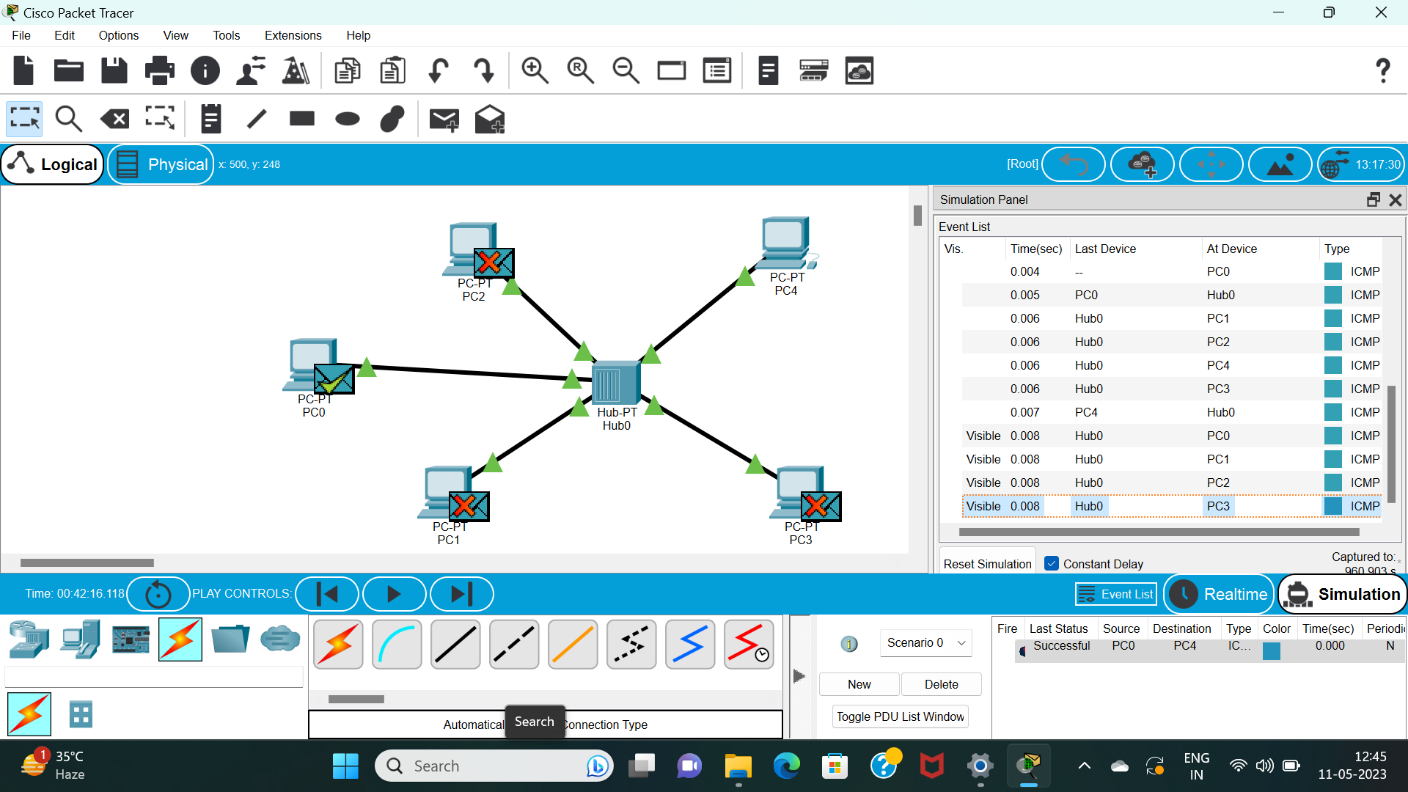 Cisco Packet Tracer
File Edit Options View Tools Extensions Help
Logical Physical x: 500, y: 248 [Root] 13:17:30
PC-PT
PC2
PC-PT
PC4
PC-PT
PC0
Hub-PT
Hub0
PC-PT
PC1
PC-PT
PC3
Simulation Panel
Event List
Vis. Time(sec) Last Device At Device Type
0.004 -- PC0 ICMP
0.005 PC0 Hub0 ICMP
0.006 Hub0 PC1 ICMP
0.006 Hub0 PC2 ICMP
0.006 Hub0 PC4 ICMP
0.006 Hub0 PC3 ICMP
0.007 PC4 Hub0 ICMP
Visible 0.008 Hub0 PC0 ICMP
Visible 0.008 Hub0 PC1 ICMP
Visible 0.008 Hub0 PC2 ICMP
Visible 0.008 Hub0 PC3 ICMP
Reset Simulation Constant Delay Captured to:
960.903 s
Time: 00:42:16.118 PLAY CONTROLS: Event List Realtime Simulation
Scenario 0
New Delete
Toggle PDU List Window
Fire Last Status Source Destination Type Color Time(sec) Periodi
Successful PC0 PC4 IC... 0.000 N
Automatical Connection Type
Search
1 35°C
Haze
Search
ENG
IN
12:45
11-05-2023